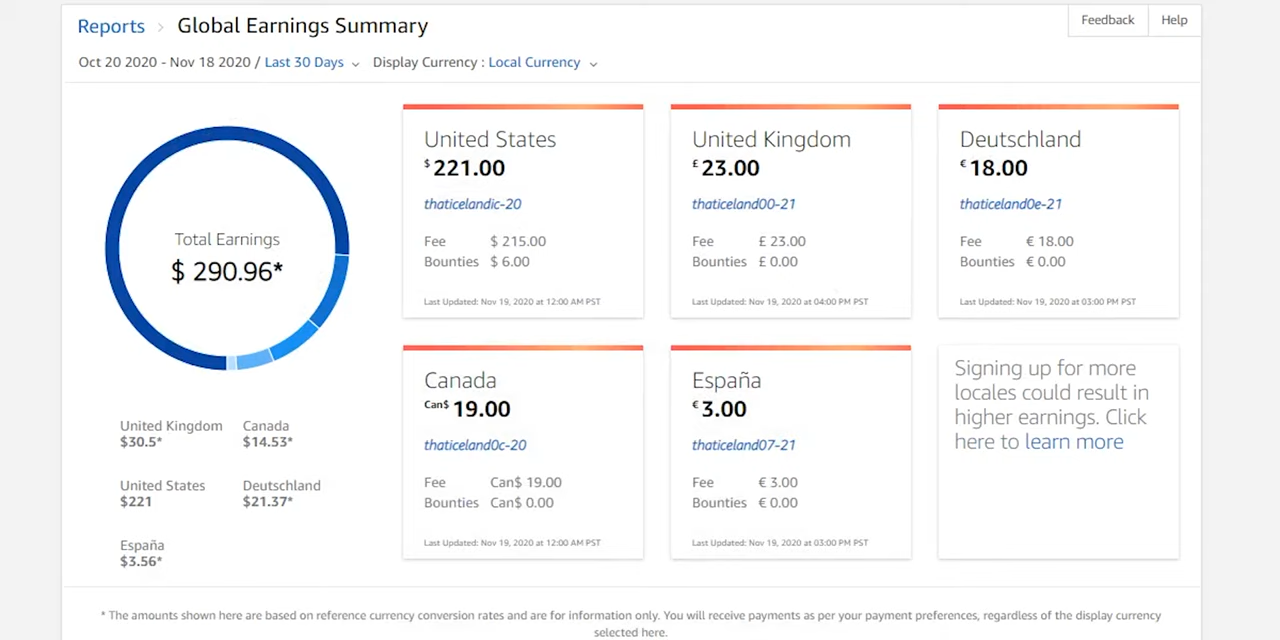 Reports > Global Earnings Summary
Feedback
Help
Oct 20 2020 - Nov 18 2020 / Last 30 Days Display Currency : Local Currency
Total Earnings
$ 290.96*
United Kingdom
$30.5*
Canada
$14.53*
United States
$221
Deutschland
$21.37*
España
$3.56*
United States
$ 221.00
thaticelandic-20
Fee $ 215.00
Bounties $ 6.00
Last Updated: Nov 19, 2020 at 12:00 AM PST
United Kingdom
£ 23.00
thaticeland00-21
Fee £ 23.00
Bounties £ 0.00
Last Updated: Nov 19, 2020 at 04:00 PM PST
Deutschland
€ 18.00
thaticeland0e-21
Fee € 18.00
Bounties € 0.00
Last Updated: Nov 19, 2020 at 03:00 PM PST
Canada
Can$ 19.00
thaticeland0c-20
Fee Can$ 19.00
Bounties Can$ 0.00
Last Updated: Nov 19, 2020 at 12:00 AM PST
España
€ 3.00
thaticeland07-21
Fee € 3.00
Bounties € 0.00
Last Updated: Nov 19, 2020 at 03:00 PM PST
Signing up for more
locales could result in
higher earnings. Click
here to learn more
* The amounts shown here are based on reference currency conversion rates and are for information only. You will receive payments as per your payment preferences, regardless of the display currency
selected here.